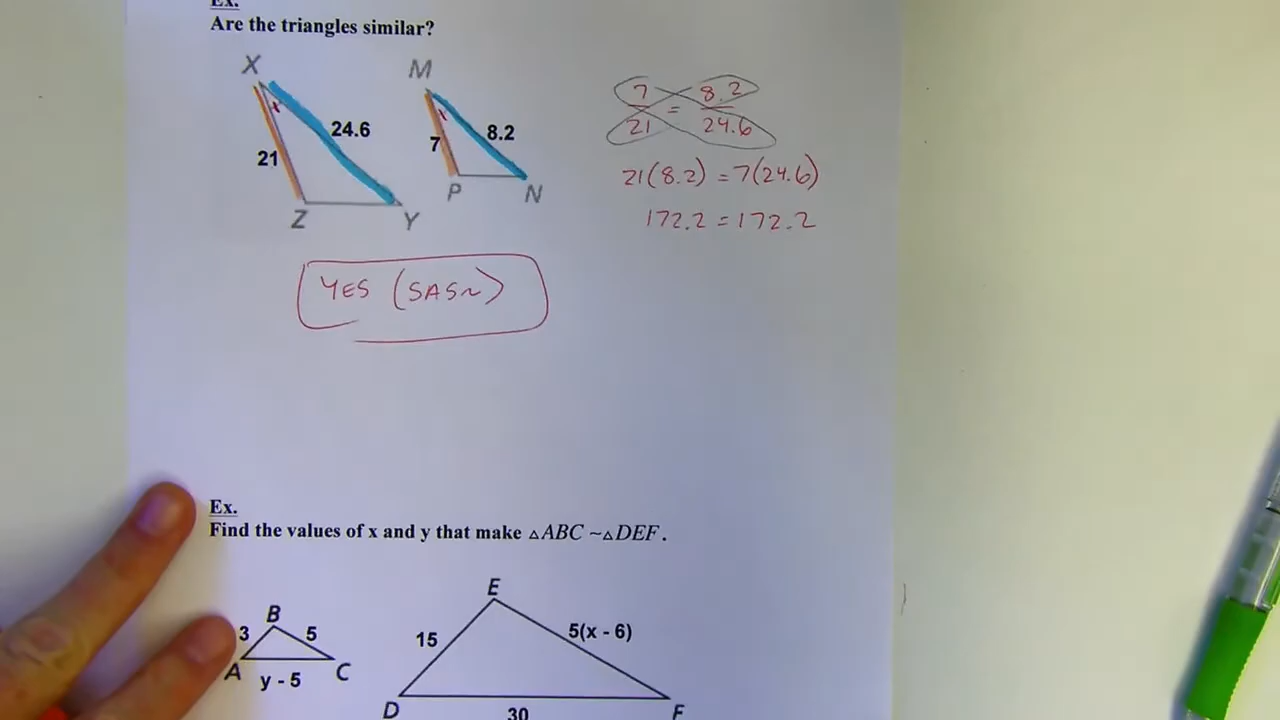 Ex.
Are the triangles similar?
X
M
24.6
8.2
21
7
Z
Y
P
N
7 = 8.2
21 24.6
21(8.2) = 7(24.6)
172.2 = 172.2
YES (SAS~)
Ex.
Find the values of x and y that make △ABC ~△DEF.
B
3
5
A
C
y - 5
E
15
5(x - 6)
D
30
F